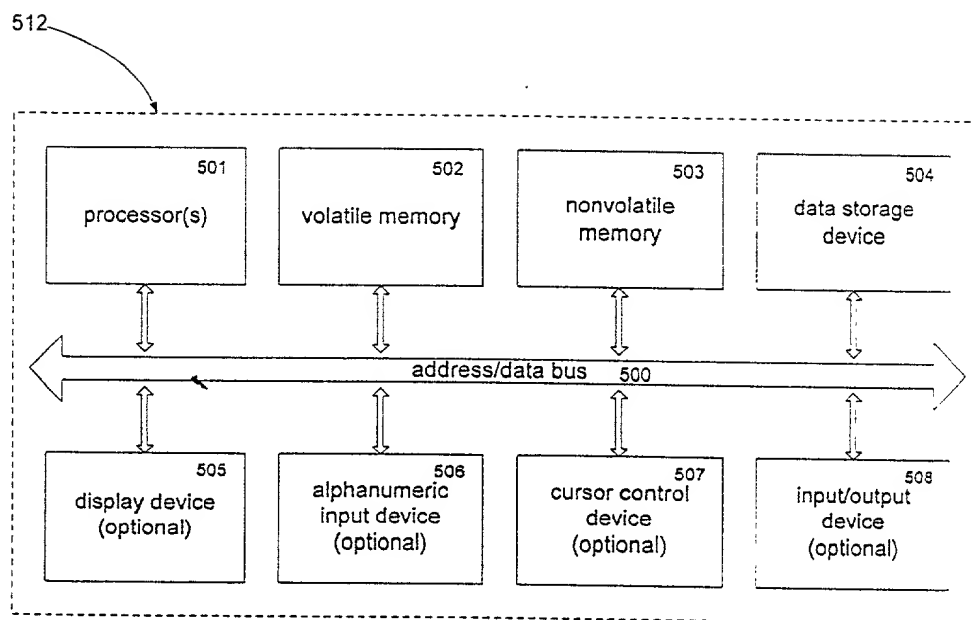 512
501
processor(s)
502
volatile memory
503
nonvolatile
memory
504
data storage
device
address/data bus 500
505
display device
(optional)
506
alphanumeric
input device
(optional)
507
cursor control
device
(optional)
508
input/output
device
(optional)